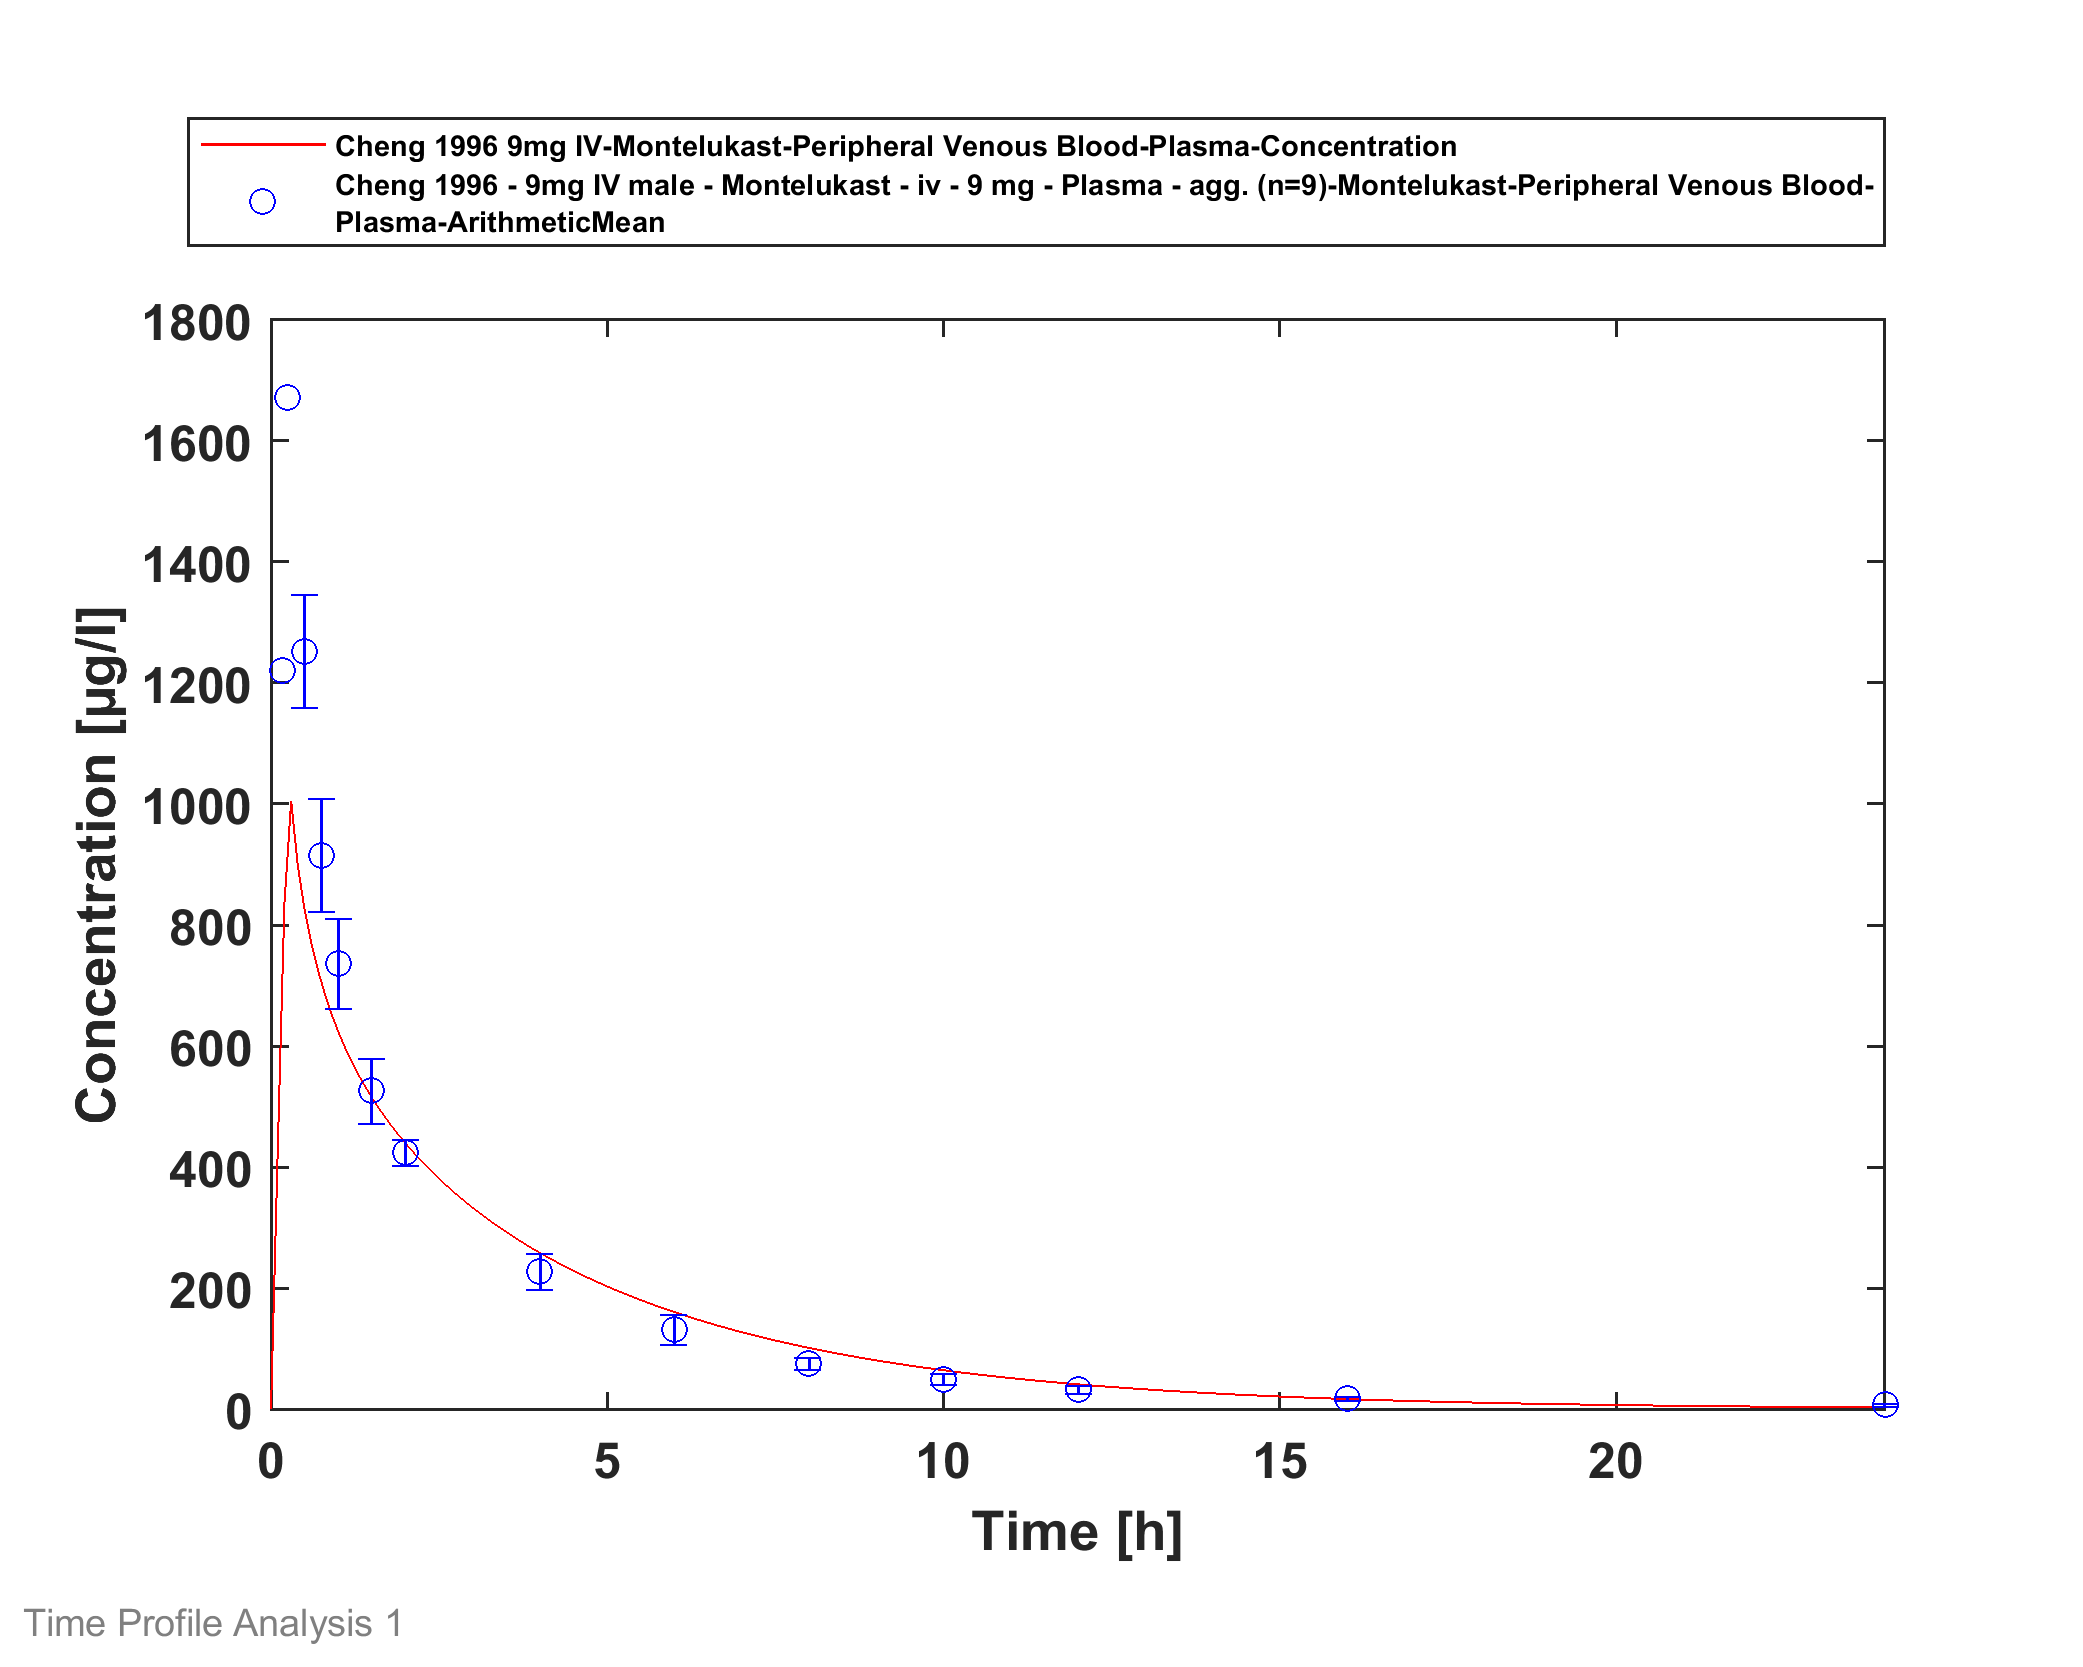 Cheng 1996 9mg IV-Montelukast-Peripheral Venous Blood-Plasma-Concentration
Cheng 1996 - 9mg IV male - Montelukast - iv - 9 mg - Plasma - agg. (n=9)-Montelukast-Peripheral Venous Blood-
Plasma-ArithmeticMean
1800
1600
1400
1200
1000
800
600
400
200
0
Concentration [µg/l]
0 5 10 15 20
Time [h]
Time Profile Analysis 1